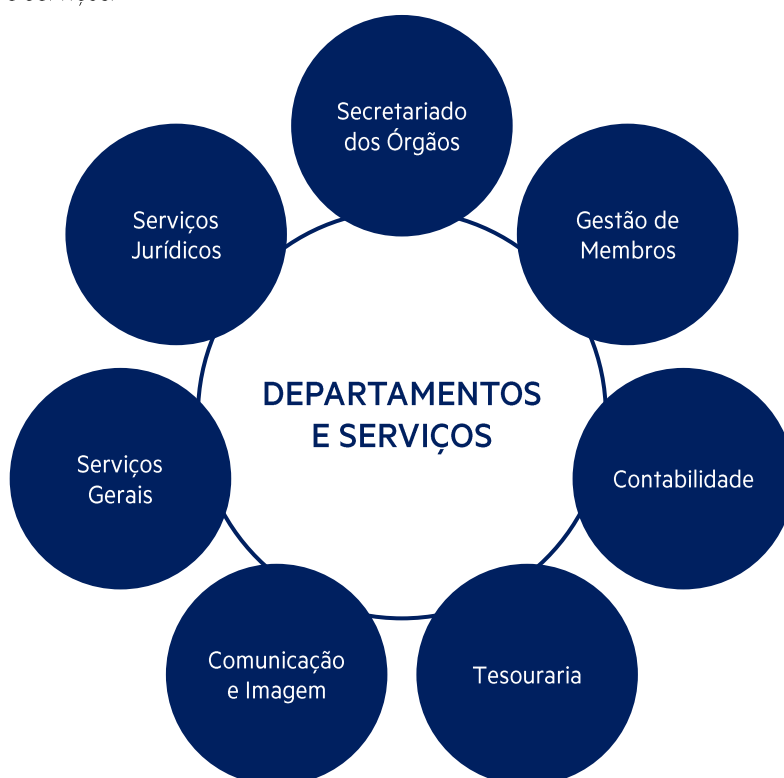 Secretariado
dos Órgãos
Gestão de
Membros
Contabilidade
Tesouraria
Comunicação
e Imagem
Serviços
Gerais
Serviços
Jurídicos
DEPARTAMENTOS
E SERVIÇOS